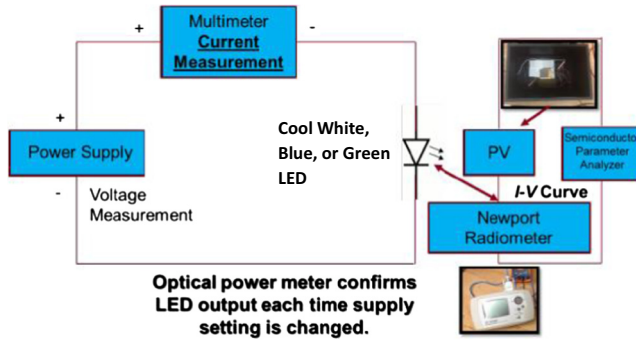 +
Multimeter
Current
Measurement
-
+
Power Supply
-
Voltage
Measurement
Cool White,
Blue, or Green
LED
PV
Semiconductor
Parameter
Analyzer
I-V Curve
Newport
Radiometer
Optical power meter confirms
LED output each time supply
setting is changed.